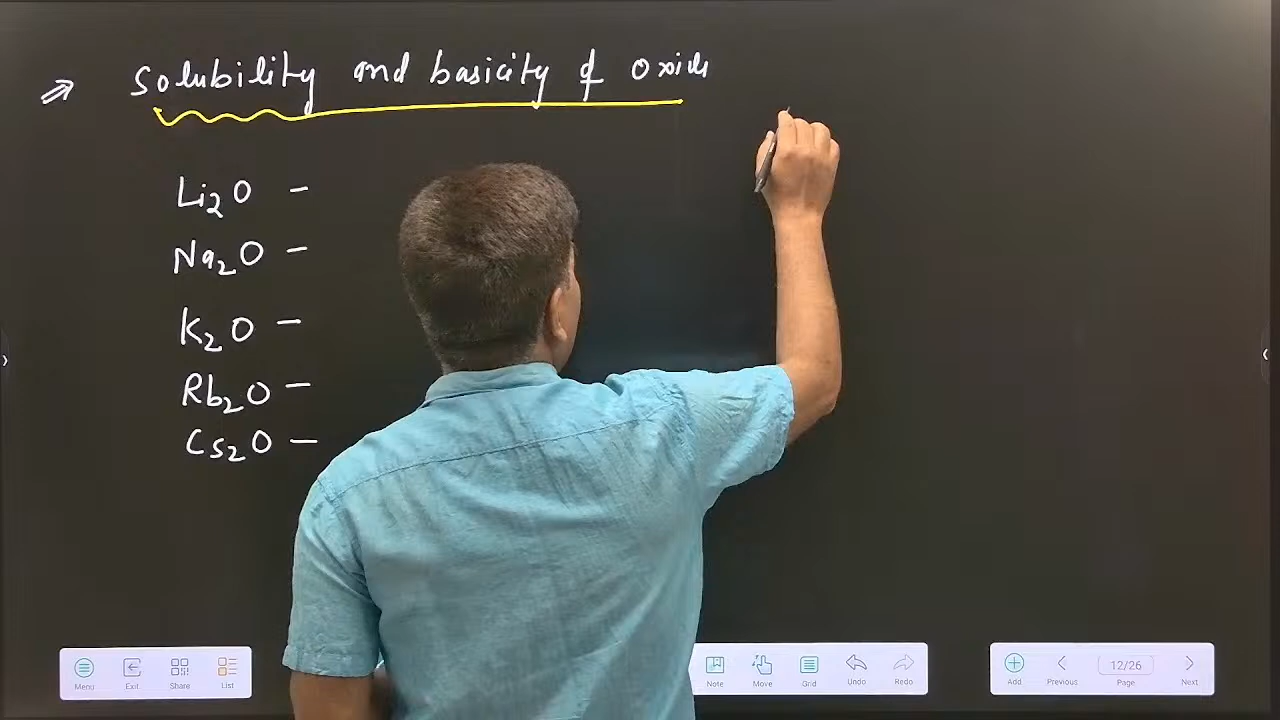 ⇒ Solubility and basicity of oxide
Li₂O –
Na₂O –
K₂O –
Rb₂O –
Cs₂O –
Menu Exit Share List Note Move Grid Undo Redo Add Previous 12/26 Page Next